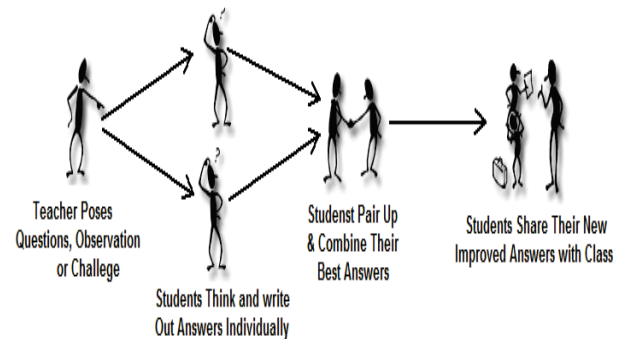 ?
?
Teacher Poses
Questions, Observation
or Challege
Students Think and write
Out Answers Individually
Studenst Pair Up
& Combine Their
Best Answers
Students Share Their New
Improved Answers with Class